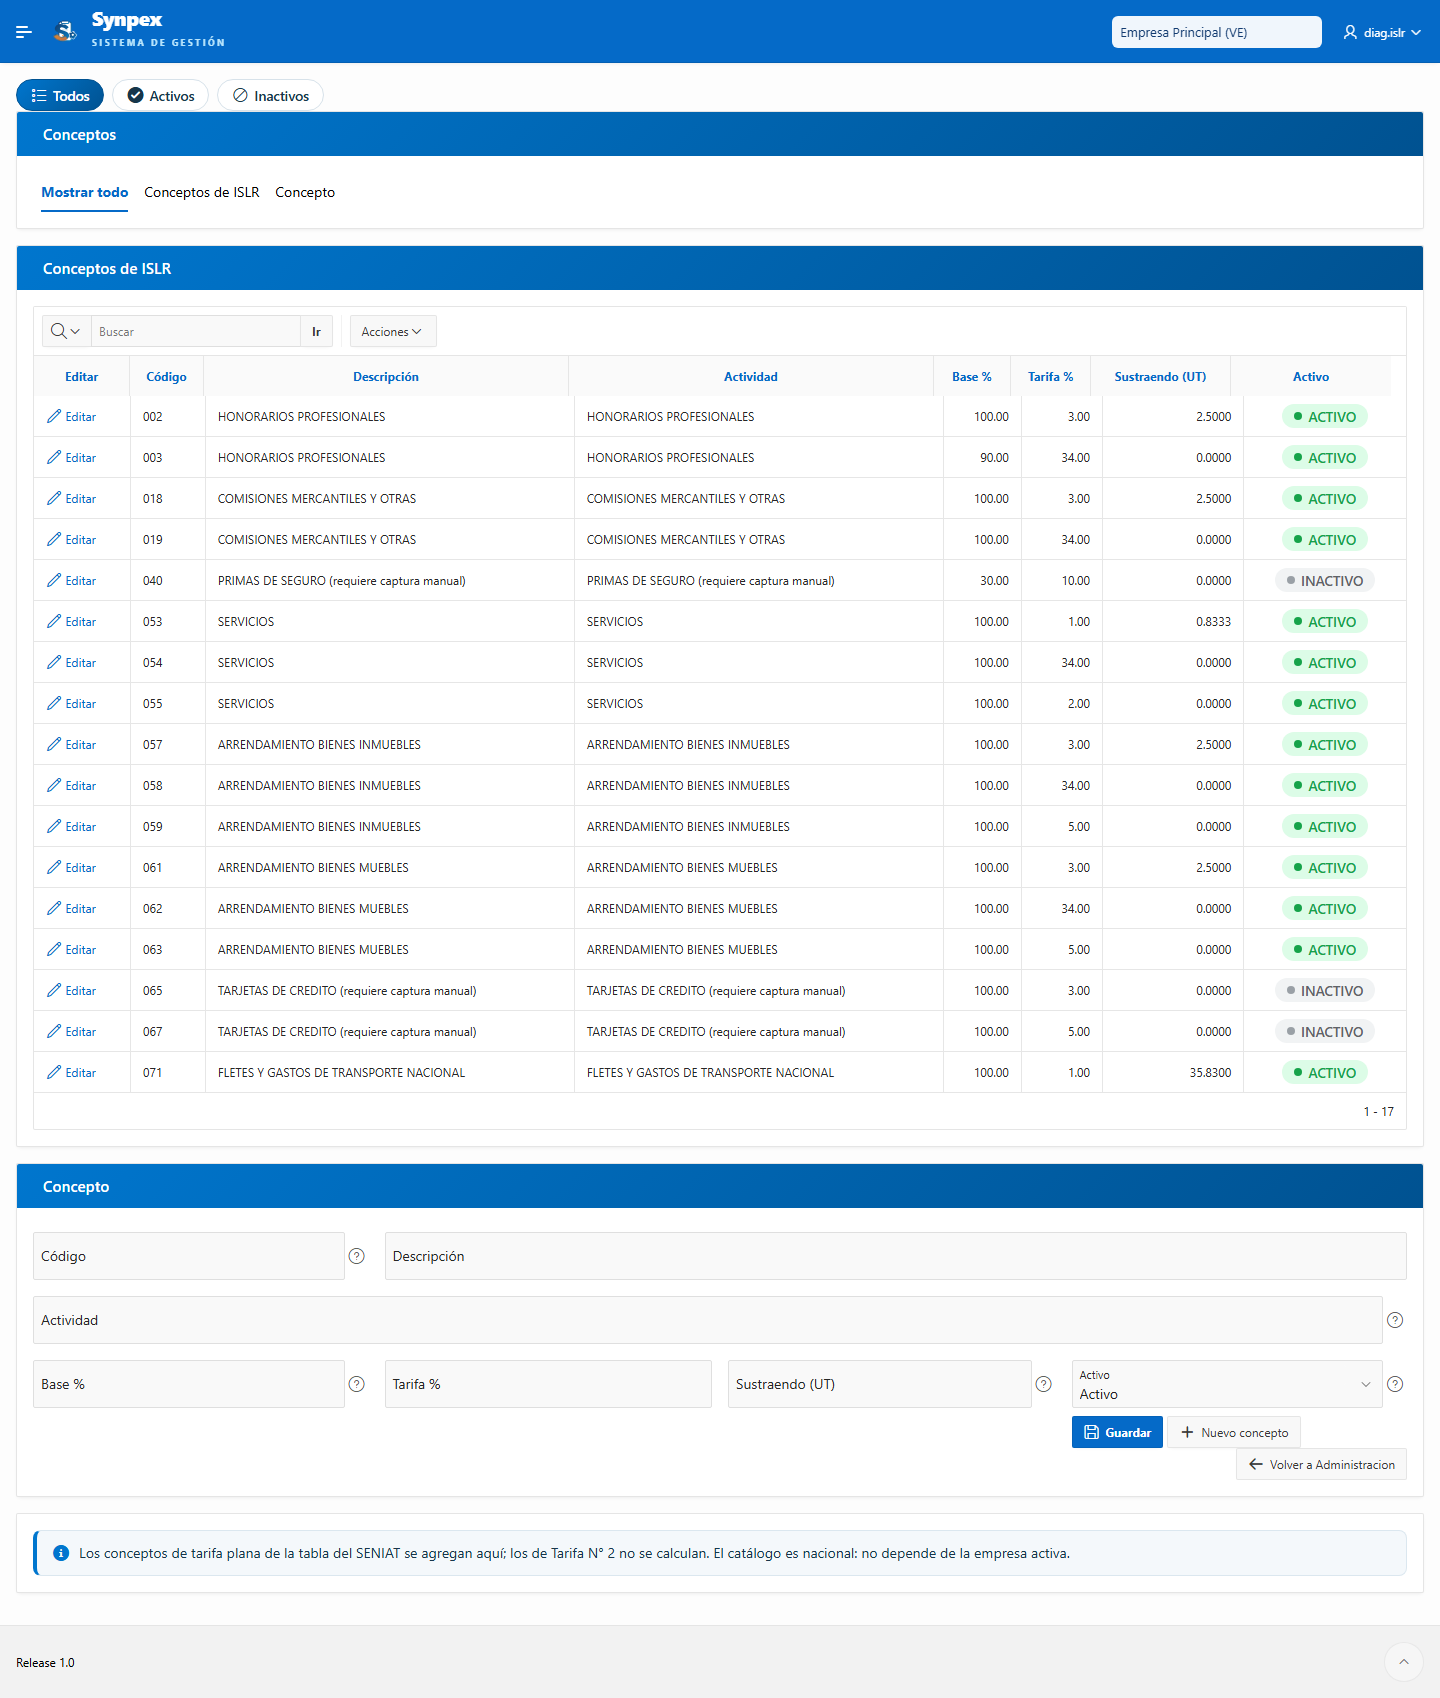 Synpex
SISTEMA DE GESTIÓN
Empresa Principal (VE)
diag.islr
Todos
Activos
Inactivos
Conceptos
Mostrar todo Conceptos de ISLR Concepto
Conceptos de ISLR
Buscar Ir Acciones
Editar Código Descripción Actividad Base % Tarifa % Sustraendo (UT) Activo
Editar 002 HONORARIOS PROFESIONALES HONORARIOS PROFESIONALES 100.00 3.00 2.5000 ACTIVO
Editar 003 HONORARIOS PROFESIONALES HONORARIOS PROFESIONALES 90.00 34.00 0.0000 ACTIVO
Editar 018 COMISIONES MERCANTILES Y OTRAS COMISIONES MERCANTILES Y OTRAS 100.00 3.00 2.5000 ACTIVO
Editar 019 COMISIONES MERCANTILES Y OTRAS COMISIONES MERCANTILES Y OTRAS 100.00 34.00 0.0000 ACTIVO
Editar 040 PRIMAS DE SEGURO (requiere captura manual) PRIMAS DE SEGURO (requiere captura manual) 30.00 10.00 0.0000 INACTIVO
Editar 053 SERVICIOS SERVICIOS 100.00 1.00 0.8333 ACTIVO
Editar 054 SERVICIOS SERVICIOS 100.00 34.00 0.0000 ACTIVO
Editar 055 SERVICIOS SERVICIOS 100.00 2.00 0.0000 ACTIVO
Editar 057 ARRENDAMIENTO BIENES INMUEBLES ARRENDAMIENTO BIENES INMUEBLES 100.00 3.00 2.5000 ACTIVO
Editar 058 ARRENDAMIENTO BIENES INMUEBLES ARRENDAMIENTO BIENES INMUEBLES 100.00 34.00 0.0000 ACTIVO
Editar 059 ARRENDAMIENTO BIENES INMUEBLES ARRENDAMIENTO BIENES INMUEBLES 100.00 5.00 0.0000 ACTIVO
Editar 061 ARRENDAMIENTO BIENES MUEBLES ARRENDAMIENTO BIENES MUEBLES 100.00 3.00 2.5000 ACTIVO
Editar 062 ARRENDAMIENTO BIENES MUEBLES ARRENDAMIENTO BIENES MUEBLES 100.00 34.00 0.0000 ACTIVO
Editar 063 ARRENDAMIENTO BIENES MUEBLES ARRENDAMIENTO BIENES MUEBLES 100.00 5.00 0.0000 ACTIVO
Editar 065 TARJETAS DE CREDITO (requiere captura manual) TARJETAS DE CREDITO (requiere captura manual) 100.00 3.00 0.0000 INACTIVO
Editar 067 TARJETAS DE CREDITO (requiere captura manual) TARJETAS DE CREDITO (requiere captura manual) 100.00 5.00 0.0000 INACTIVO
Editar 071 FLETES Y GASTOS DE TRANSPORTE NACIONAL FLETES Y GASTOS DE TRANSPORTE NACIONAL 100.00 1.00 35.8300 ACTIVO
1 - 17
Concepto
Código Descripción
Actividad
Base % Tarifa % Sustraendo (UT) Activo
Activo
Guardar Nuevo concepto
Volver a Administracion
Los conceptos de tarifa plana de la tabla del SENIAT se agregan aquí; los de Tarifa N° 2 no se calculan. El catálogo es nacional: no depende de la empresa activa.
Release 1.0